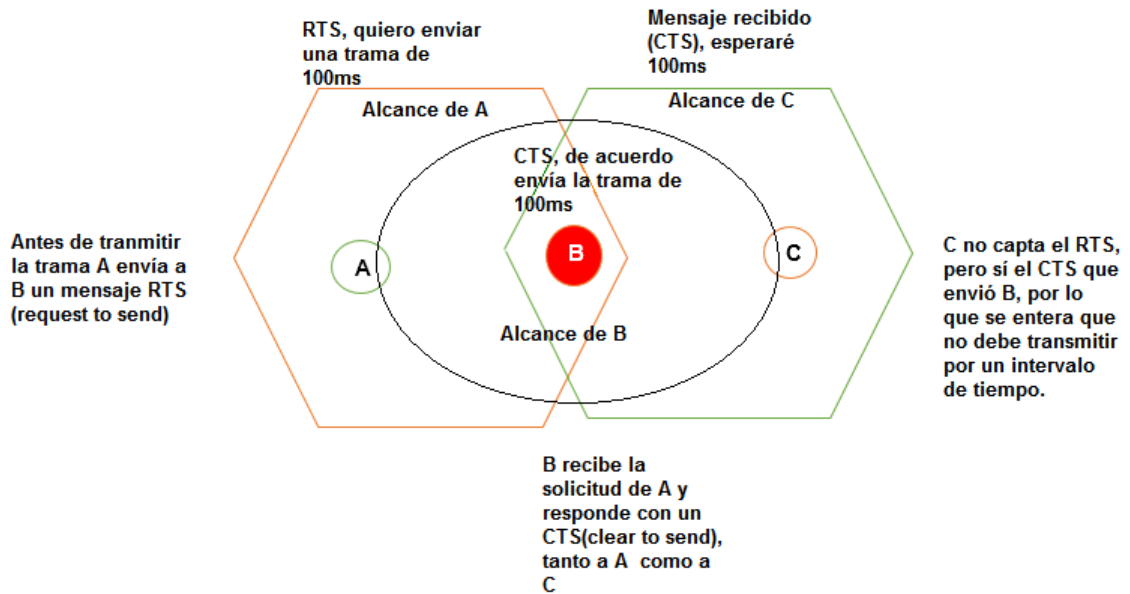 RTS, quiero enviar
una trama de
100ms
Mensaje recibido
(CTS), esperaré
100ms
Alcance de A
Alcance de C
CTS, de acuerdo
envía la trama de
100ms
Antes de tranmitir
la trama A envía a
B un mensaje RTS
(request to send)
A
B
C
C no capta el RTS,
pero sí el CTS que
envió B, por lo
que se entera que
no debe transmitir
por un intervalo
de tiempo.
Alcance de B
B recibe la
solicitud de A y
responde con un
CTS(clear to send),
tanto a A como a
C